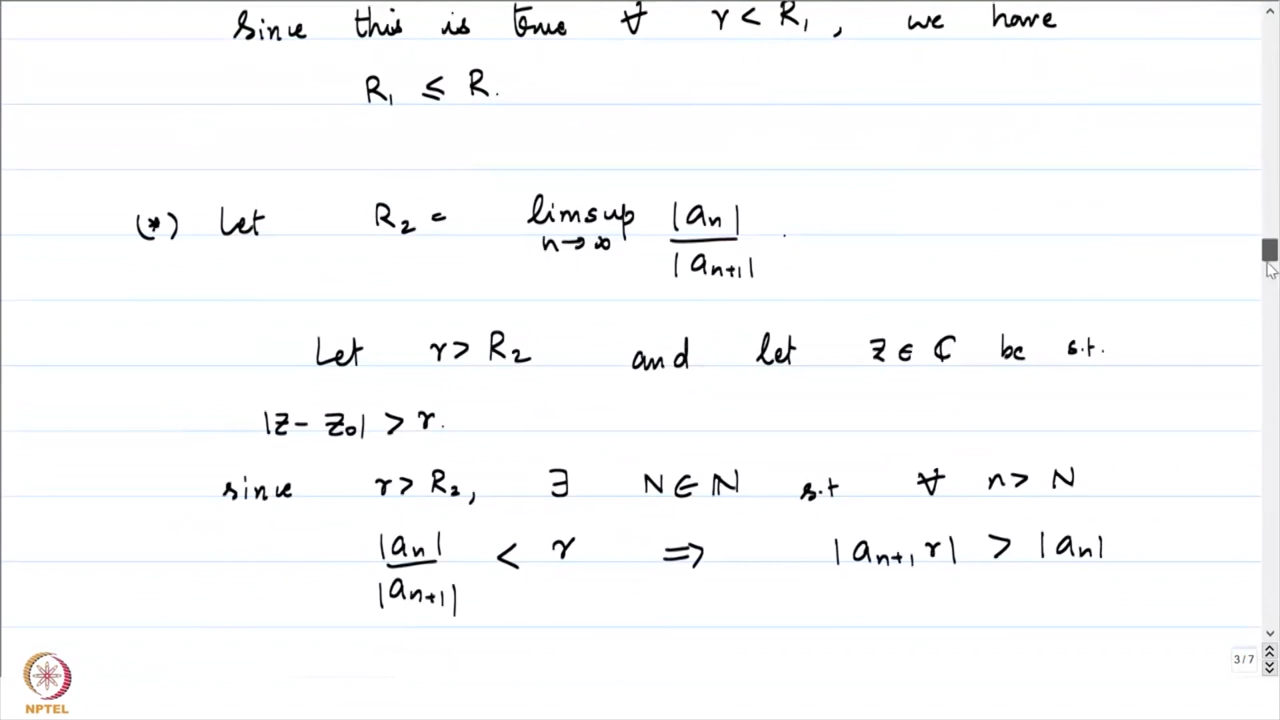 Since this is true ∀ r < R₁, we have
R₁ ≤ R.
(*) Let R₂ = limsup n→∞ |aₙ| / |aₙ₊₁| .
Let r > R₂ and let z ∈ ℂ be s.t.
|z - z₀| > r.
since r > R₂, ∃ N ∈ ℕ s.t ∀ n > N
|aₙ| / |aₙ₊₁| < r ⇒ |aₙ₊₁ r| > |aₙ|
3/7
NPTEL